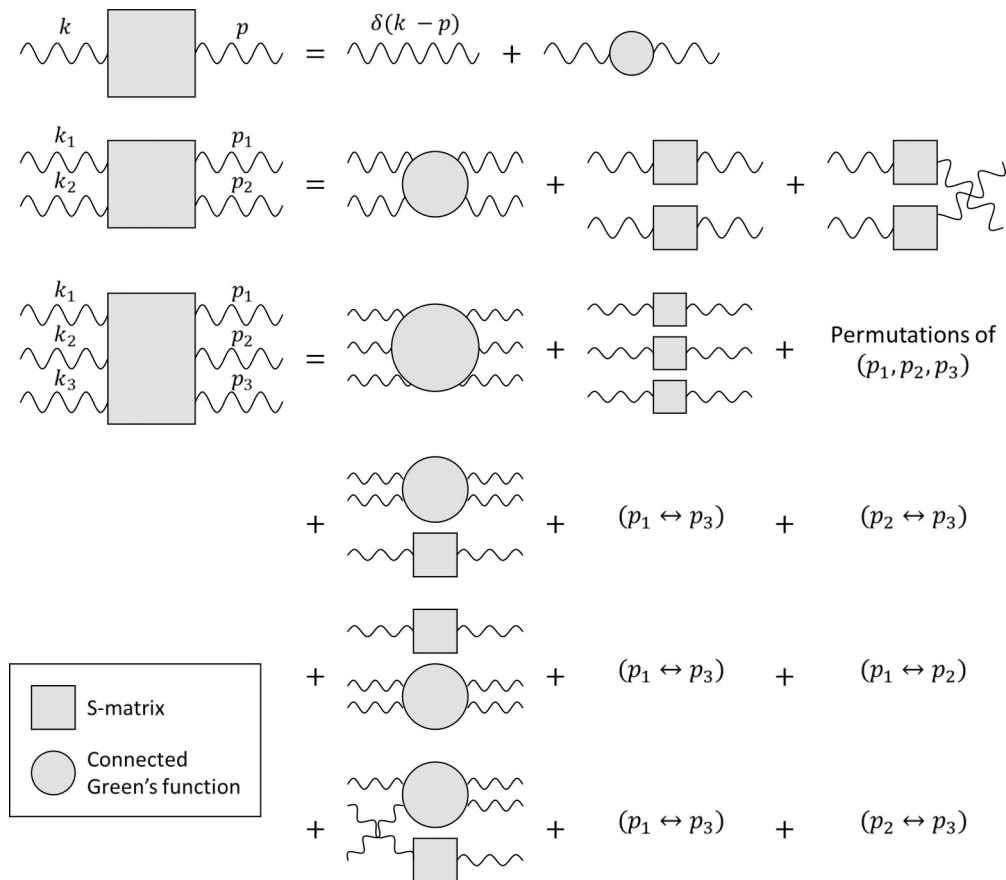 k p = δ(k − p) +
k₁ p₁
k₂ p₂ = + +
k₁ p₁
k₂ p₂ = + + Permutations of
k₃ p₃ (p₁, p₂, p₃)
+ + (p₁ ↔ p₃) + (p₂ ↔ p₃)
+ + (p₁ ↔ p₃) + (p₁ ↔ p₂)
S-matrix
Connected
Green's function
+ + (p₁ ↔ p₃) + (p₂ ↔ p₃)